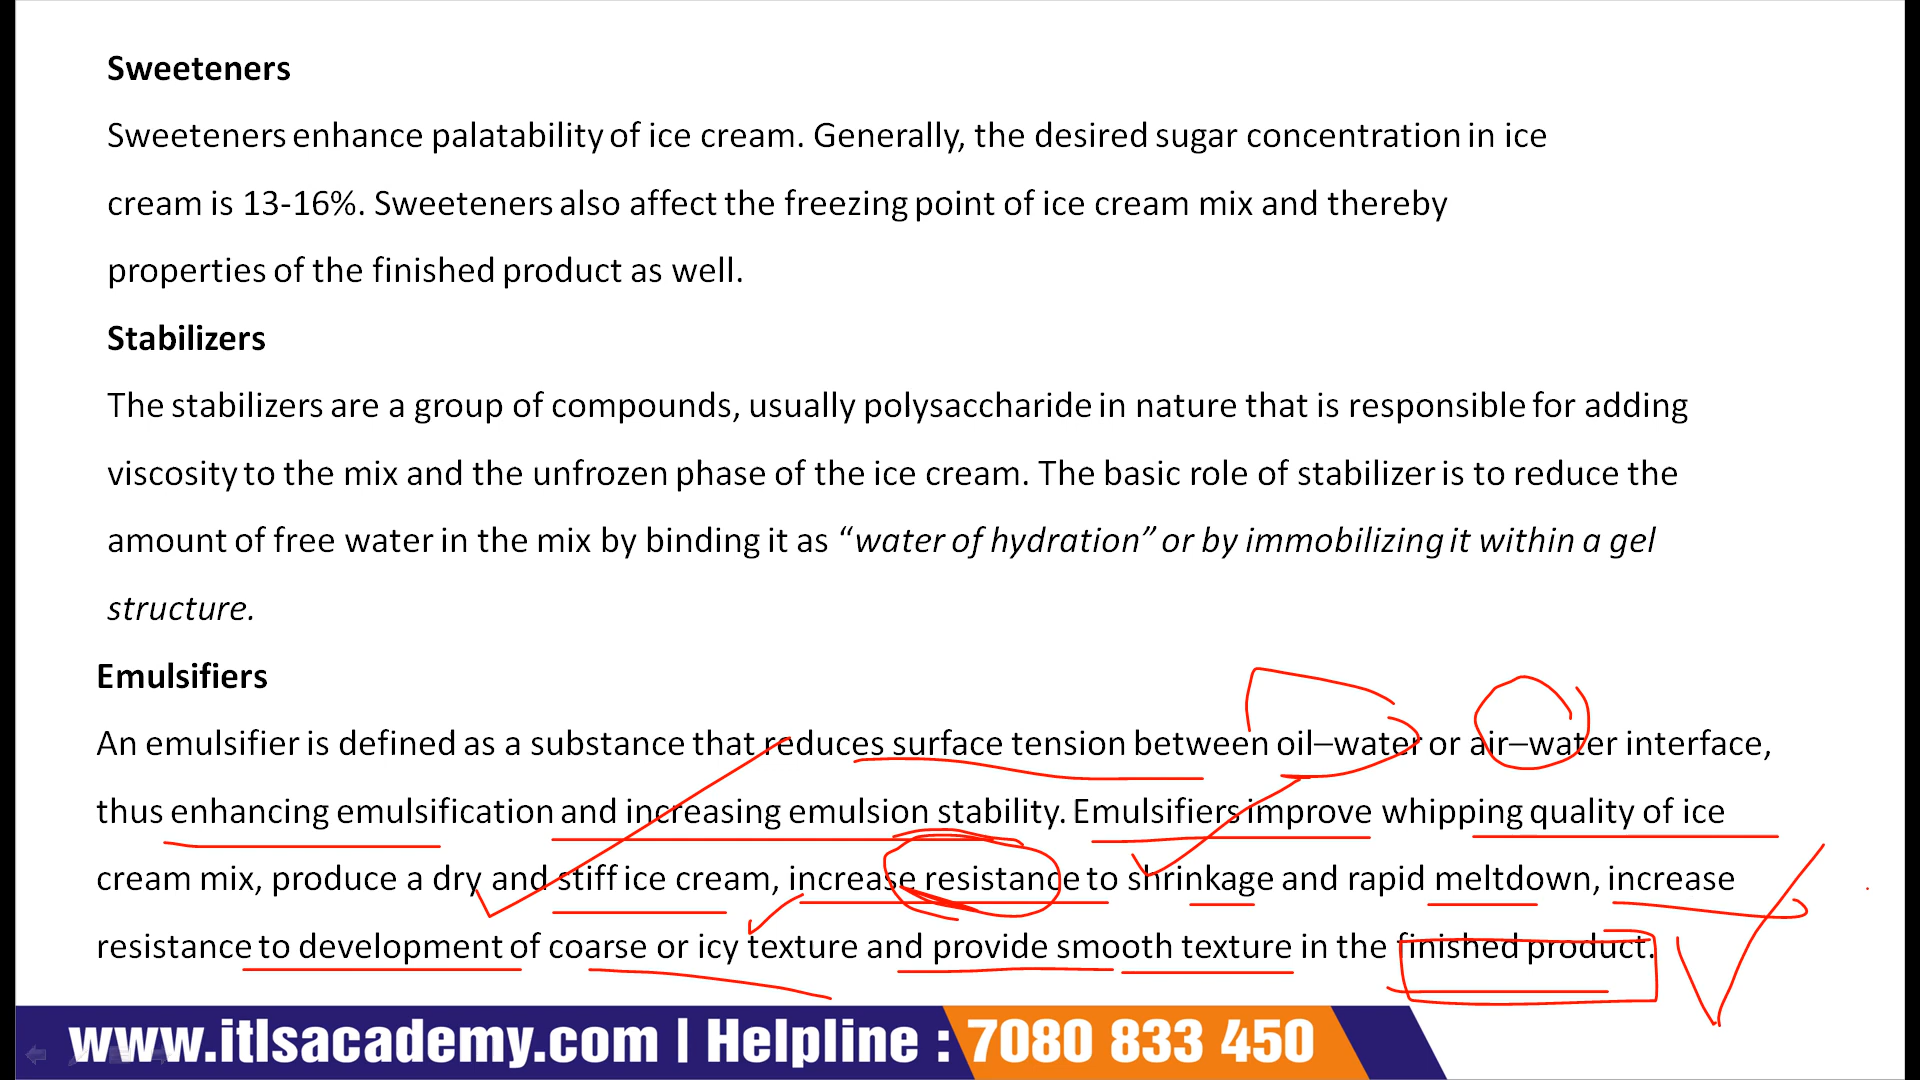 Sweeteners
Sweeteners enhance palatability of ice cream. Generally, the desired sugar concentration in ice
cream is 13-16%. Sweeteners also affect the freezing point of ice cream mix and thereby
properties of the finished product as well.
Stabilizers
The stabilizers are a group of compounds, usually polysaccharide in nature that is responsible for adding
viscosity to the mix and the unfrozen phase of the ice cream. The basic role of stabilizer is to reduce the
amount of free water in the mix by binding it as “water of hydration” or by immobilizing it within a gel
structure.
Emulsifiers
An emulsifier is defined as a substance that reduces surface tension between oil–water or air–water interface,
thus enhancing emulsification and increasing emulsion stability. Emulsifiers improve whipping quality of ice
cream mix, produce a dry and stiff ice cream, increase resistance to shrinkage and rapid meltdown, increase
resistance to development of coarse or icy texture and provide smooth texture in the finished product.
www.itlsacademy.com | Helpline : 7080 833 450